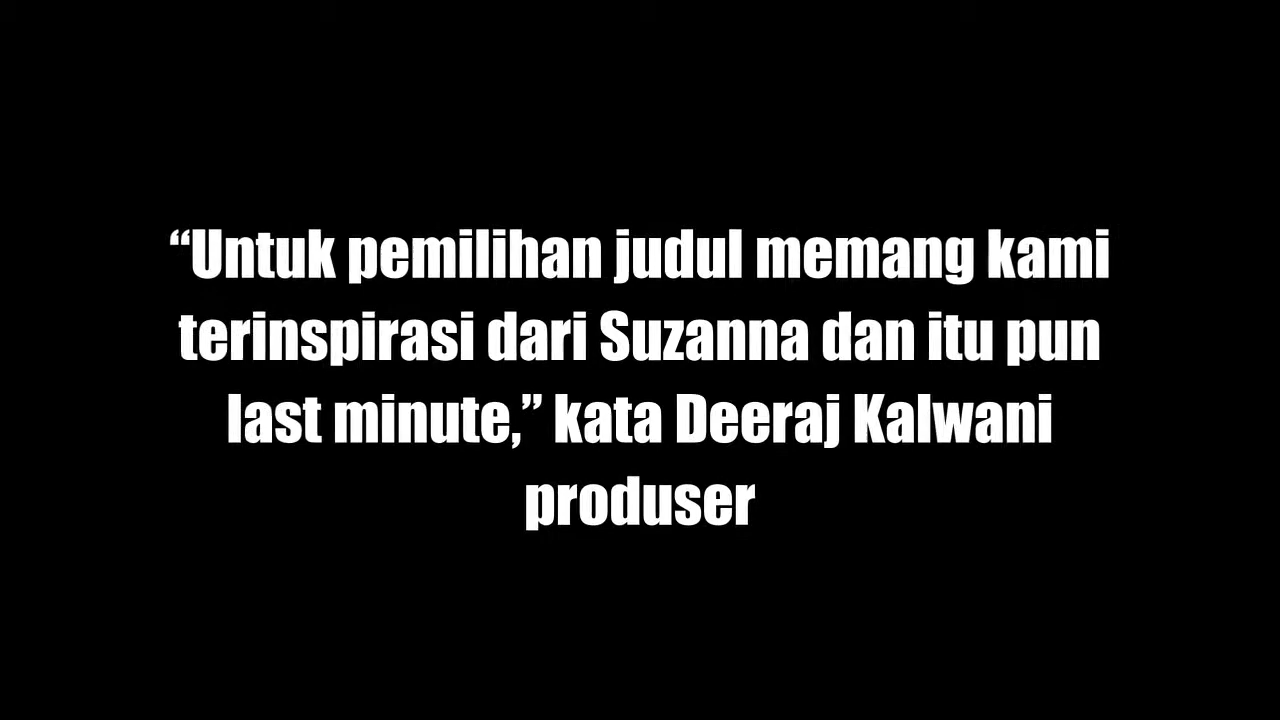 “Untuk pemilihan judul memang kami
terinspirasi dari Suzanna dan itu pun
last minute,” kata Deeraj Kalwani
produser